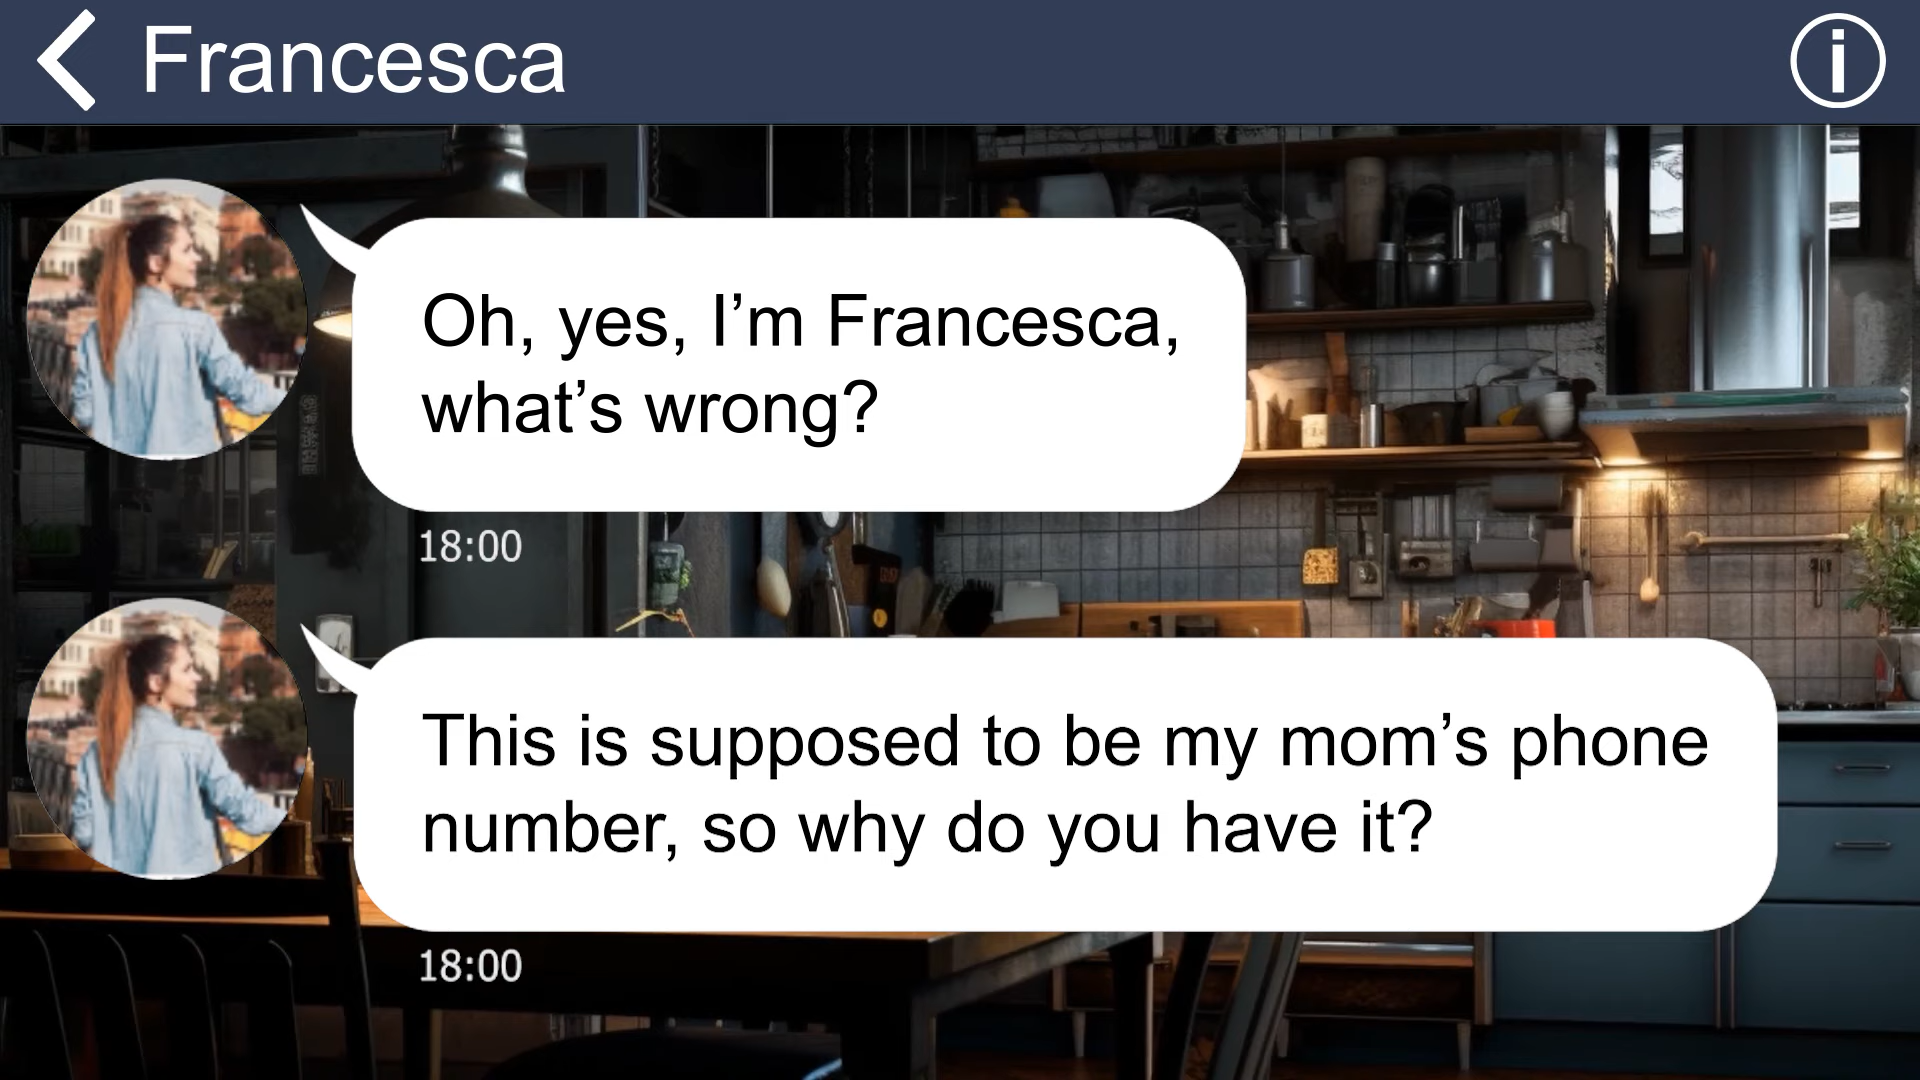 Francesca
Oh, yes, I’m Francesca,
what’s wrong?
18:00
This is supposed to be my mom’s phone
number, so why do you have it?
18:00